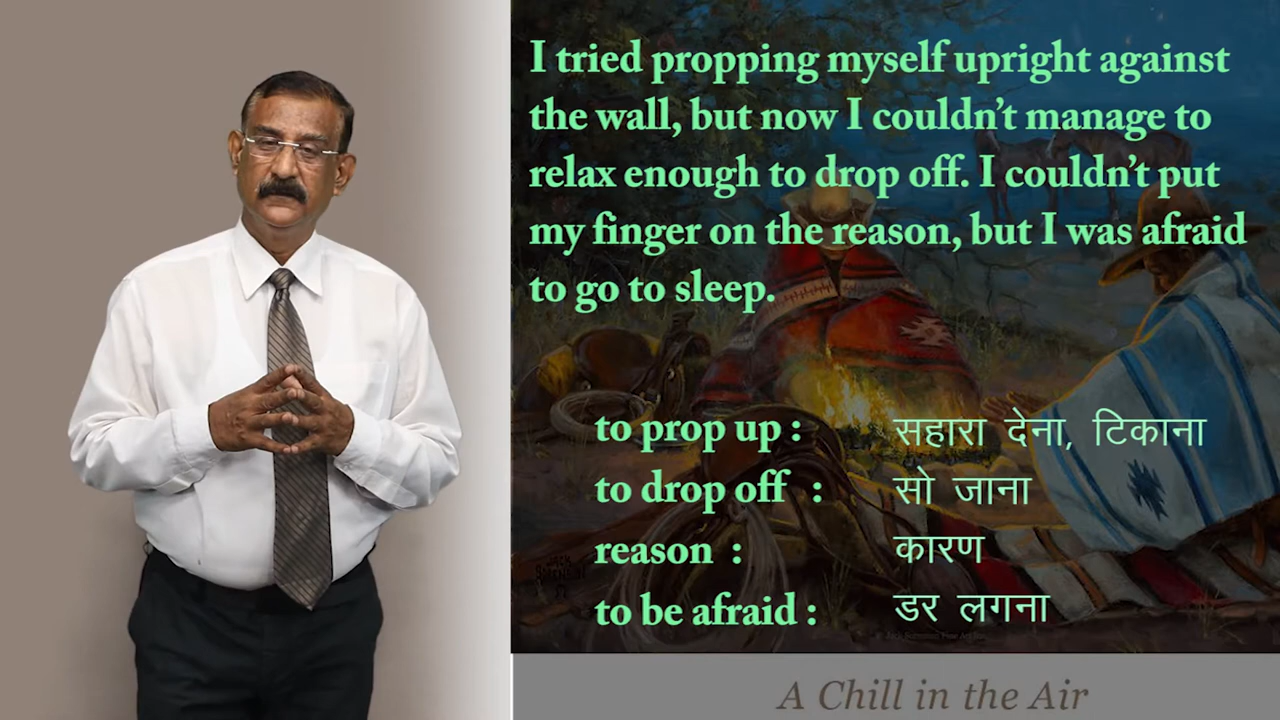 I tried propping myself upright against
the wall, but now I couldn’t manage to
relax enough to drop off. I couldn’t put
my finger on the reason, but I was afraid
to go to sleep.
to prop up : सहारा देना, टिकाना
to drop off : सो जाना
reason : कारण
to be afraid : डर लगना
A Chill in the Air